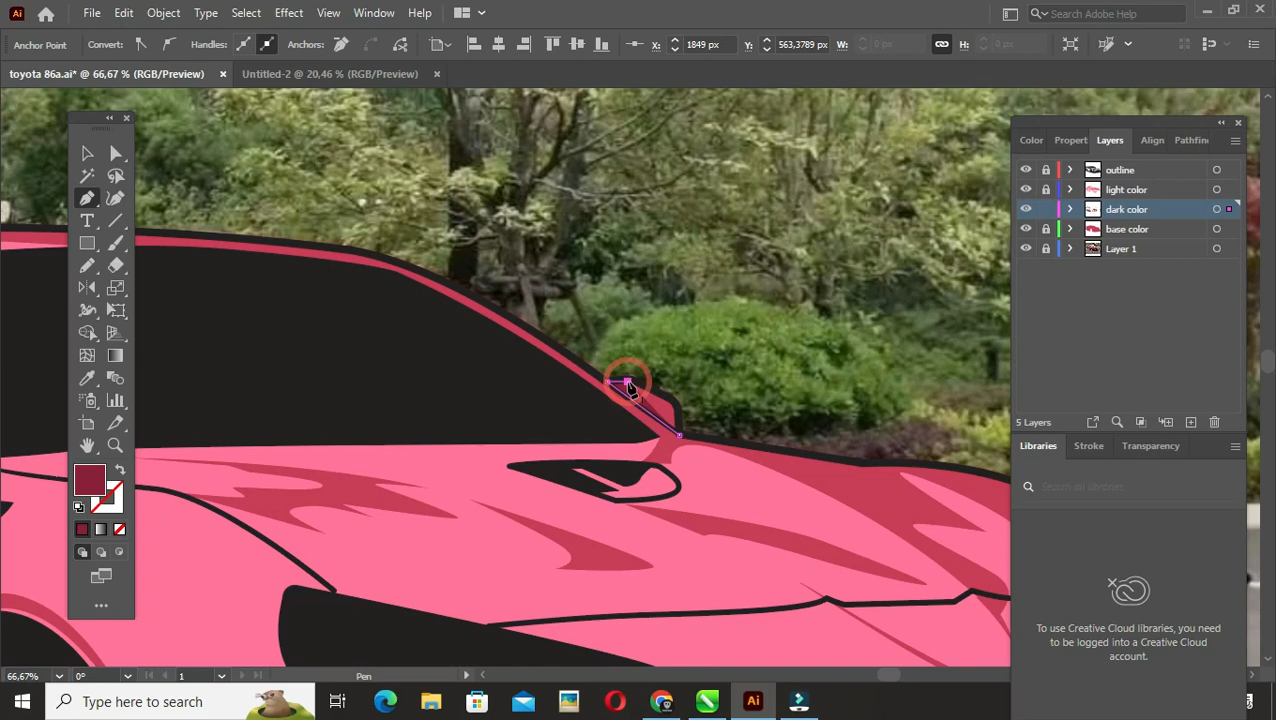 Ai File Edit Object Type Select Effect View Window Help Search Adobe Help
Anchor Point Convert: Handles: Anchors: X: 1849 px Y: 563,3789 px W: 0 px H: 0 px
toyota 86a.ai* @ 66,67 % (RGB/Preview) × Untitled-2 @ 20,46 % (RGB/Preview) ×
Color Propert Layers Align Pathfin
outline
light color
dark color
base color
Layer 1
5 Layers
Libraries Stroke Transparency
Search all Libraries
To use Creative Cloud libraries, you need
to be logged into a Creative Cloud
account.
66,67% 0° 1 Pen
Type here to search
Ai